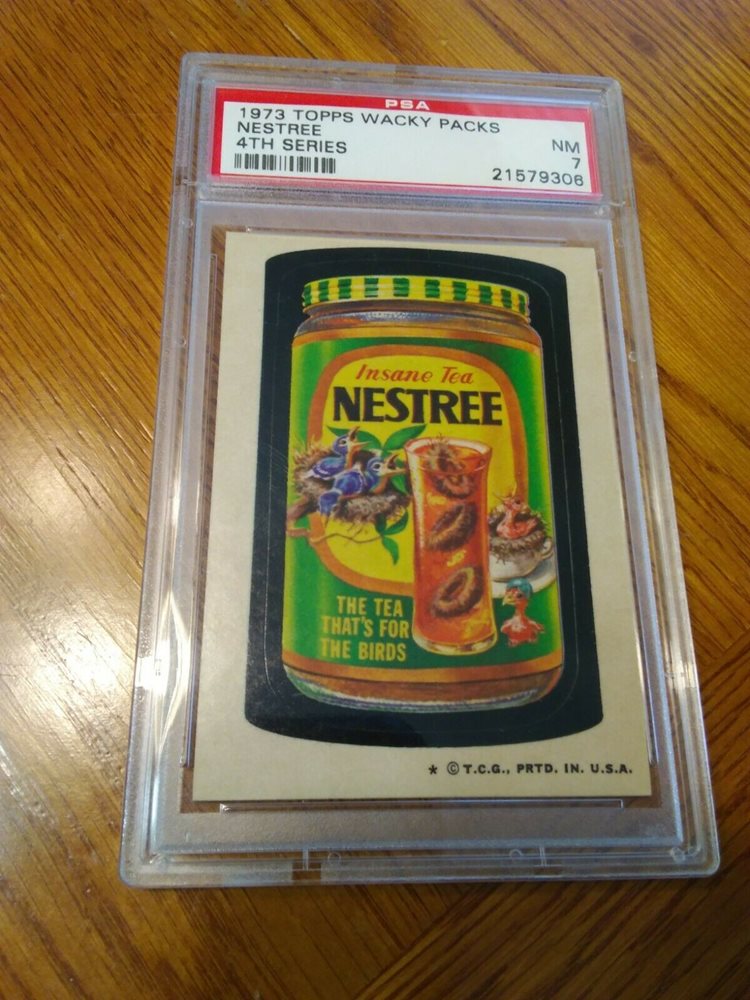 PSA
1973 TOPPS WACKY PACKS
NESTREE
4TH SERIES
NM
7
21579306
Insane Tea
NESTREE
THE TEA
THAT'S FOR
THE BIRDS
* © T.C.G., PRTD. IN. U.S.A.